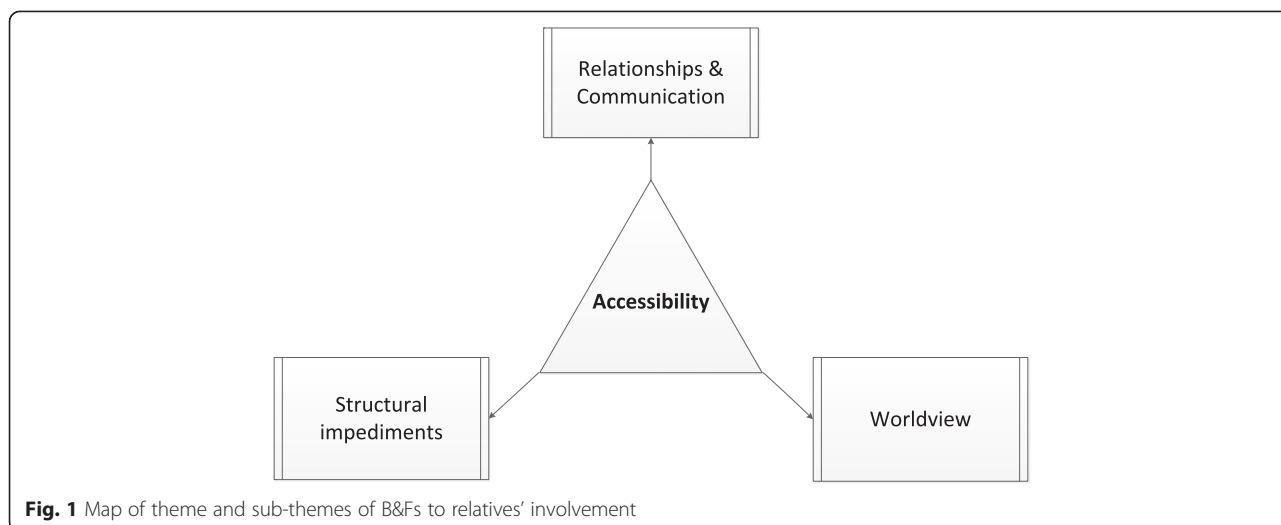 Relationships &
Communication
Accessibility
Structural
impediments
Worldview
Fig. 1 Map of theme and sub-themes of B&Fs to relatives’ involvement